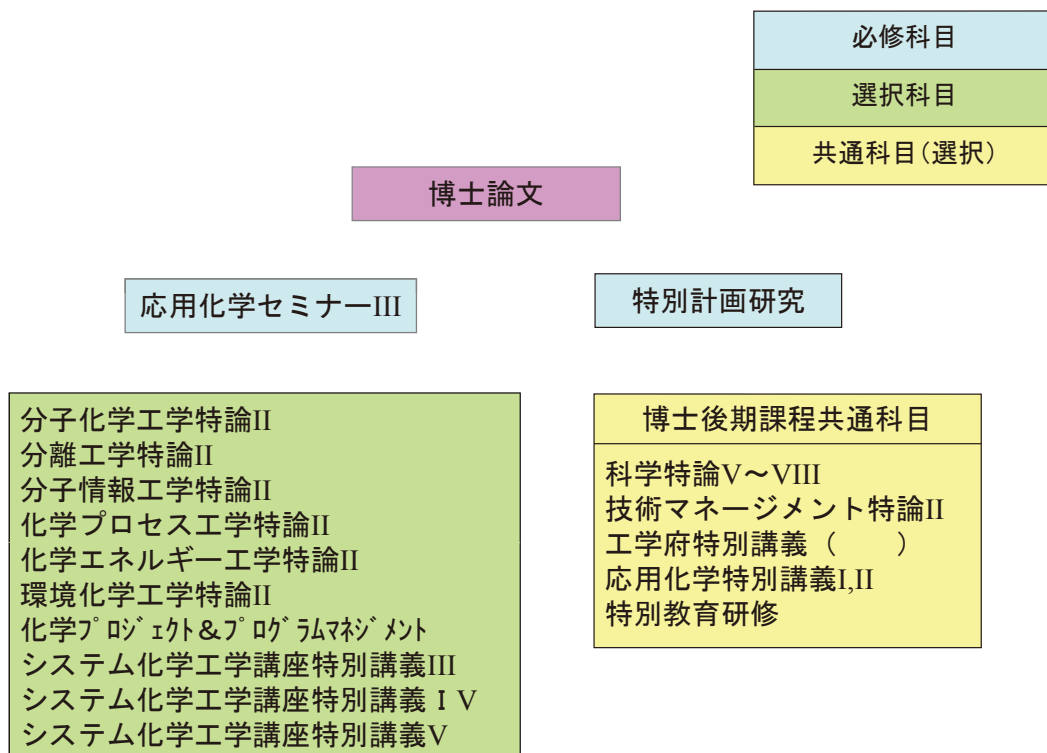 必修科目
選択科目
共通科目(選択)
博士論文
応用化学セミナーIII
特別計画研究
分子化学工学特論II
分離工学特論II
分子情報工学特論II
化学プロセス工学特論II
化学エネルギー工学特論II
環境化学工学特論II
化学プロジェクト&プログラムマネジメント
システム化学工学講座特別講義III
システム化学工学講座特別講義ⅠV
システム化学工学講座特別講義V
博士後期課程共通科目
科学特論V～VIII
技術マネージメント特論II
工学府特別講義（　　）
応用化学特別講義I,II
特別教育研修